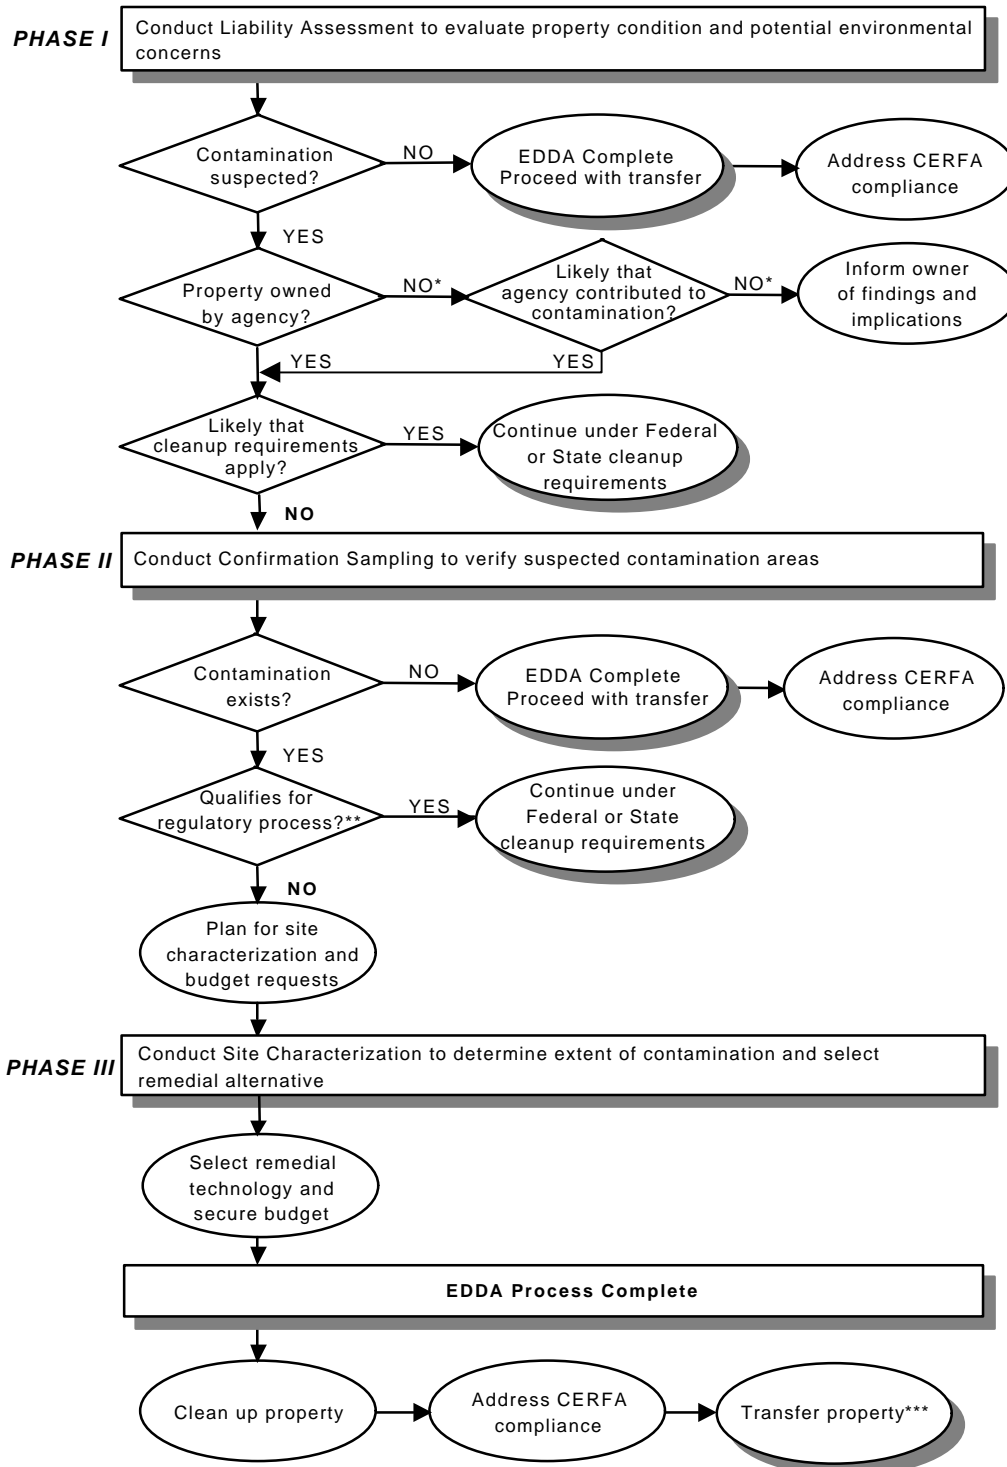 PHASE I
Conduct Liability Assessment to evaluate property condition and potential environmental
concerns
Contamination
suspected?
NO
EDDA Complete
Proceed with transfer
Address CERFA
compliance
YES
Property owned
by agency?
NO*
Likely that
agency contributed to
contamination?
NO*
Inform owner
of findings and
implications
YES
YES
Likely that
cleanup requirements
apply?
YES
Continue under Federal
or State cleanup
requirements
NO
PHASE II
Conduct Confirmation Sampling to verify suspected contamination areas
Contamination
exists?
NO
EDDA Complete
Proceed with transfer
Address CERFA
compliance
YES
Qualifies for
regulatory process?**
YES
Continue under
Federal or State
cleanup requirements
NO
Plan for site
characterization and
budget requests
PHASE III
Conduct Site Characterization to determine extent of contamination and select
remedial alternative
Select remedial
technology and
secure budget
EDDA Process Complete
Clean up property
Address CERFA
compliance
Transfer property***